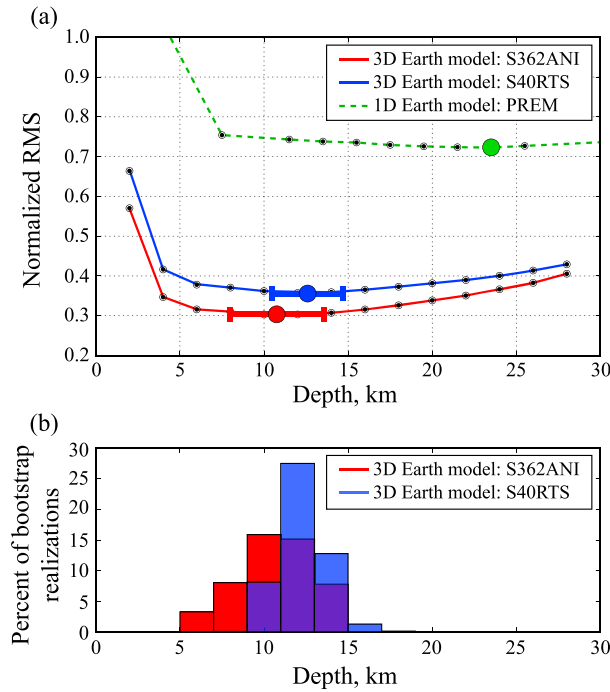 (a)
1.0
0.9
0.8
0.7
0.6
0.5
0.4
0.3
0.2
Normalized RMS
3D Earth model: S362ANI
3D Earth model: S40RTS
1D Earth model: PREM
0 5 10 15 20 25 30
Depth, km
(b)
30
25
20
15
10
5
0
Percent of bootstrap
realizations
3D Earth model: S362ANI
3D Earth model: S40RTS
0 5 10 15 20 25 30
Depth, km